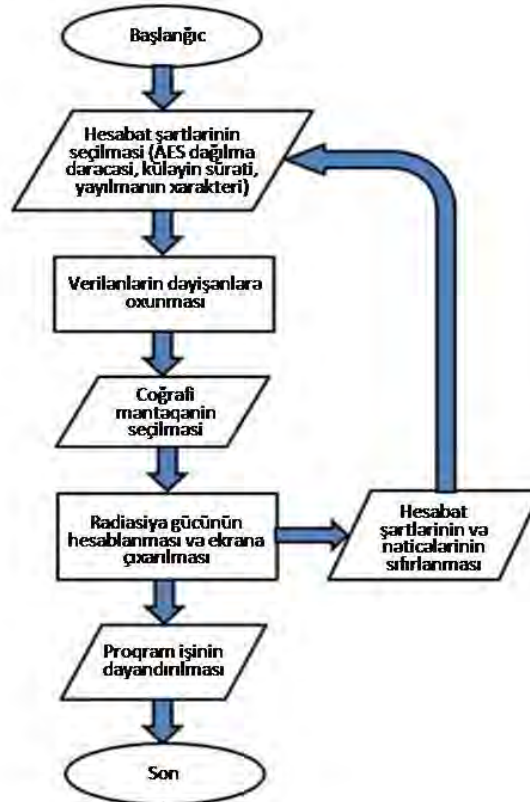 Başlanğıc
Hesabat şərtlərinin
seçilməsi (AES dağılma
dərəcəsi, küləyin sürəti,
yayılmanın xarakteri)
Verilənlərin dəyişənlərə
oxunması
Coğrafi
məntəqənin
seçilməsi
Radiasiya gücünün
hesablanması və ekrana
çıxarılması
Hesabat
şərtlərinin və
nəticələrinin
sıfırlanması
Proqram işinin
dayandırılması
Son